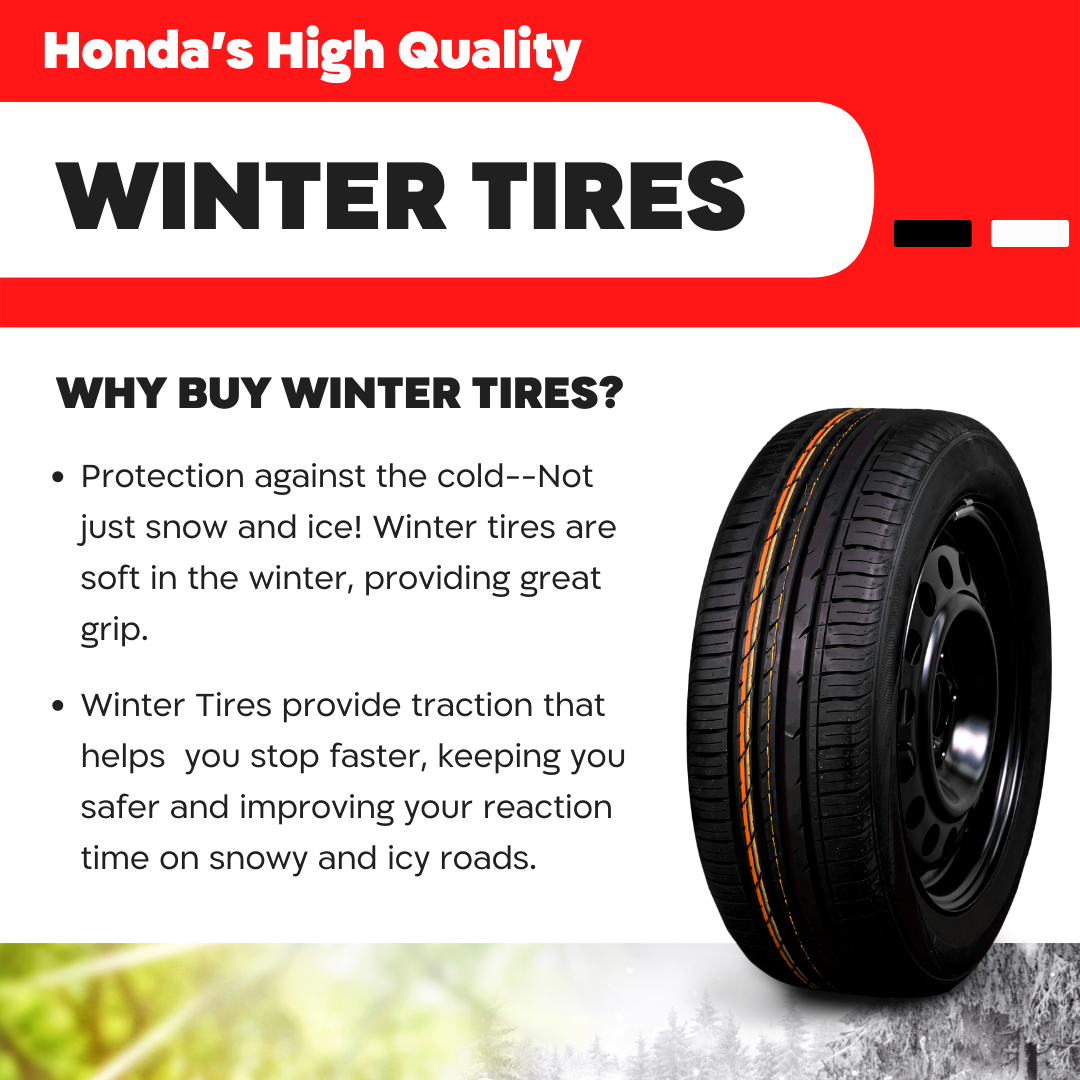 Honda's High Quality
WINTER TIRES
WHY BUY WINTER TIRES?
• Protection against the cold--Not
just snow and ice! Winter tires are
soft in the winter, providing great
grip.
• Winter Tires provide traction that
helps  you stop faster, keeping you
safer and improving your reaction
time on snowy and icy roads.